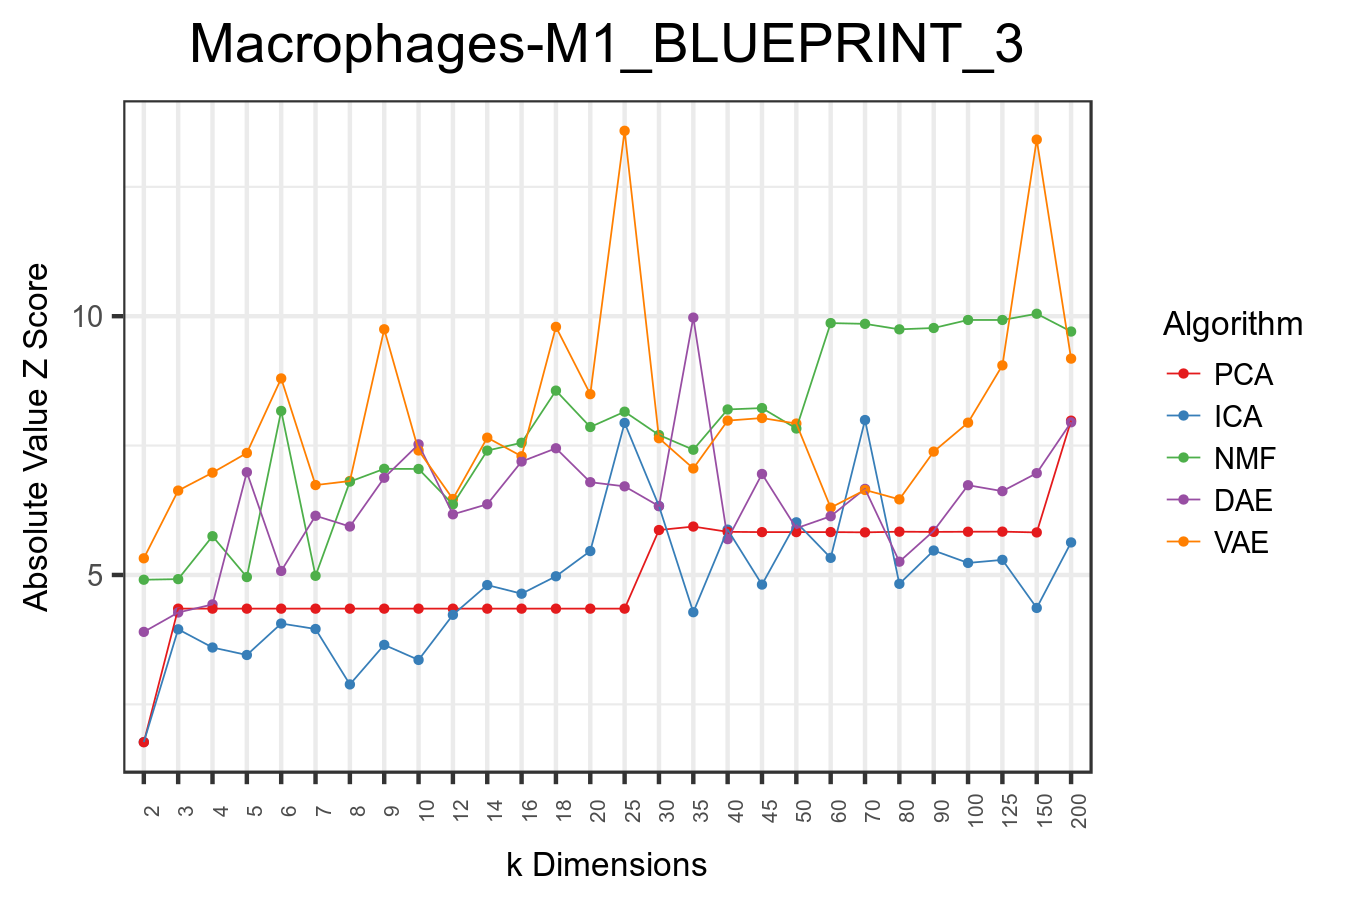 Macrophages-M1_BLUEPRINT_3
Absolute Value Z Score
10
5
2 3 4 5 6 7 8 9 10 12 14 16 18 20 25 30 35 40 45 50 60 70 80 90 100 125 150 200
k Dimensions
Algorithm
PCA
ICA
NMF
DAE
VAE